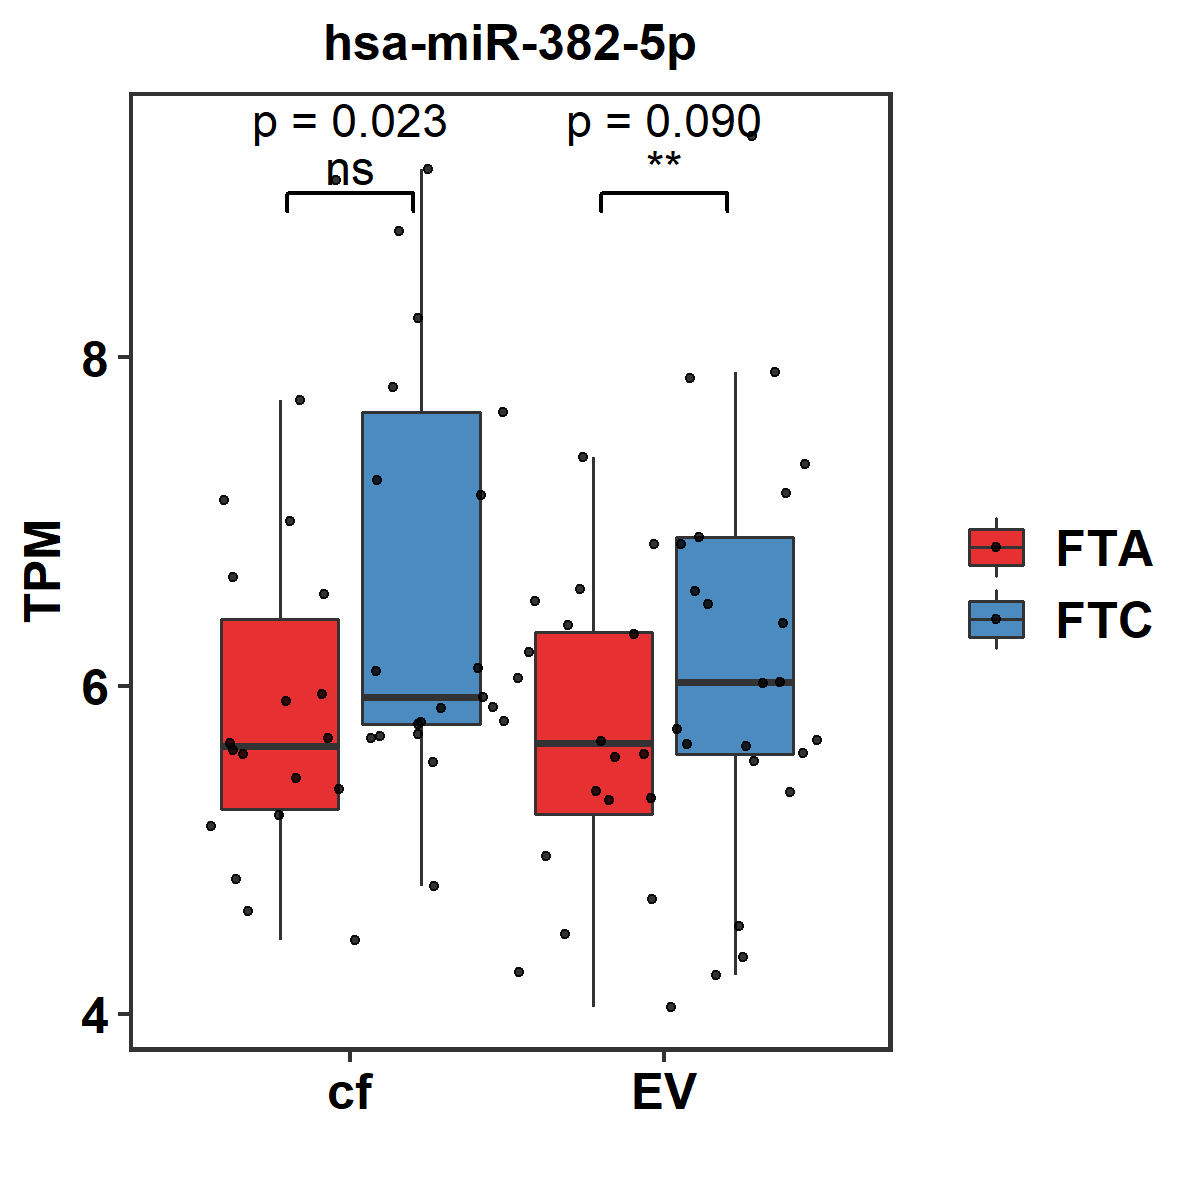 hsa-miR-382-5p
p = 0.023
ns
p = 0.090
**
TPM
8
6
4
cf
EV
FTA
FTC